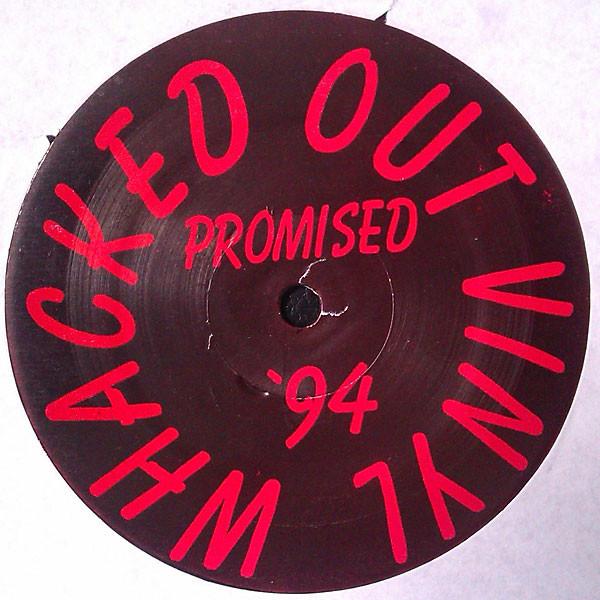 WHACKED OUT VINYL
PROMISED
'94